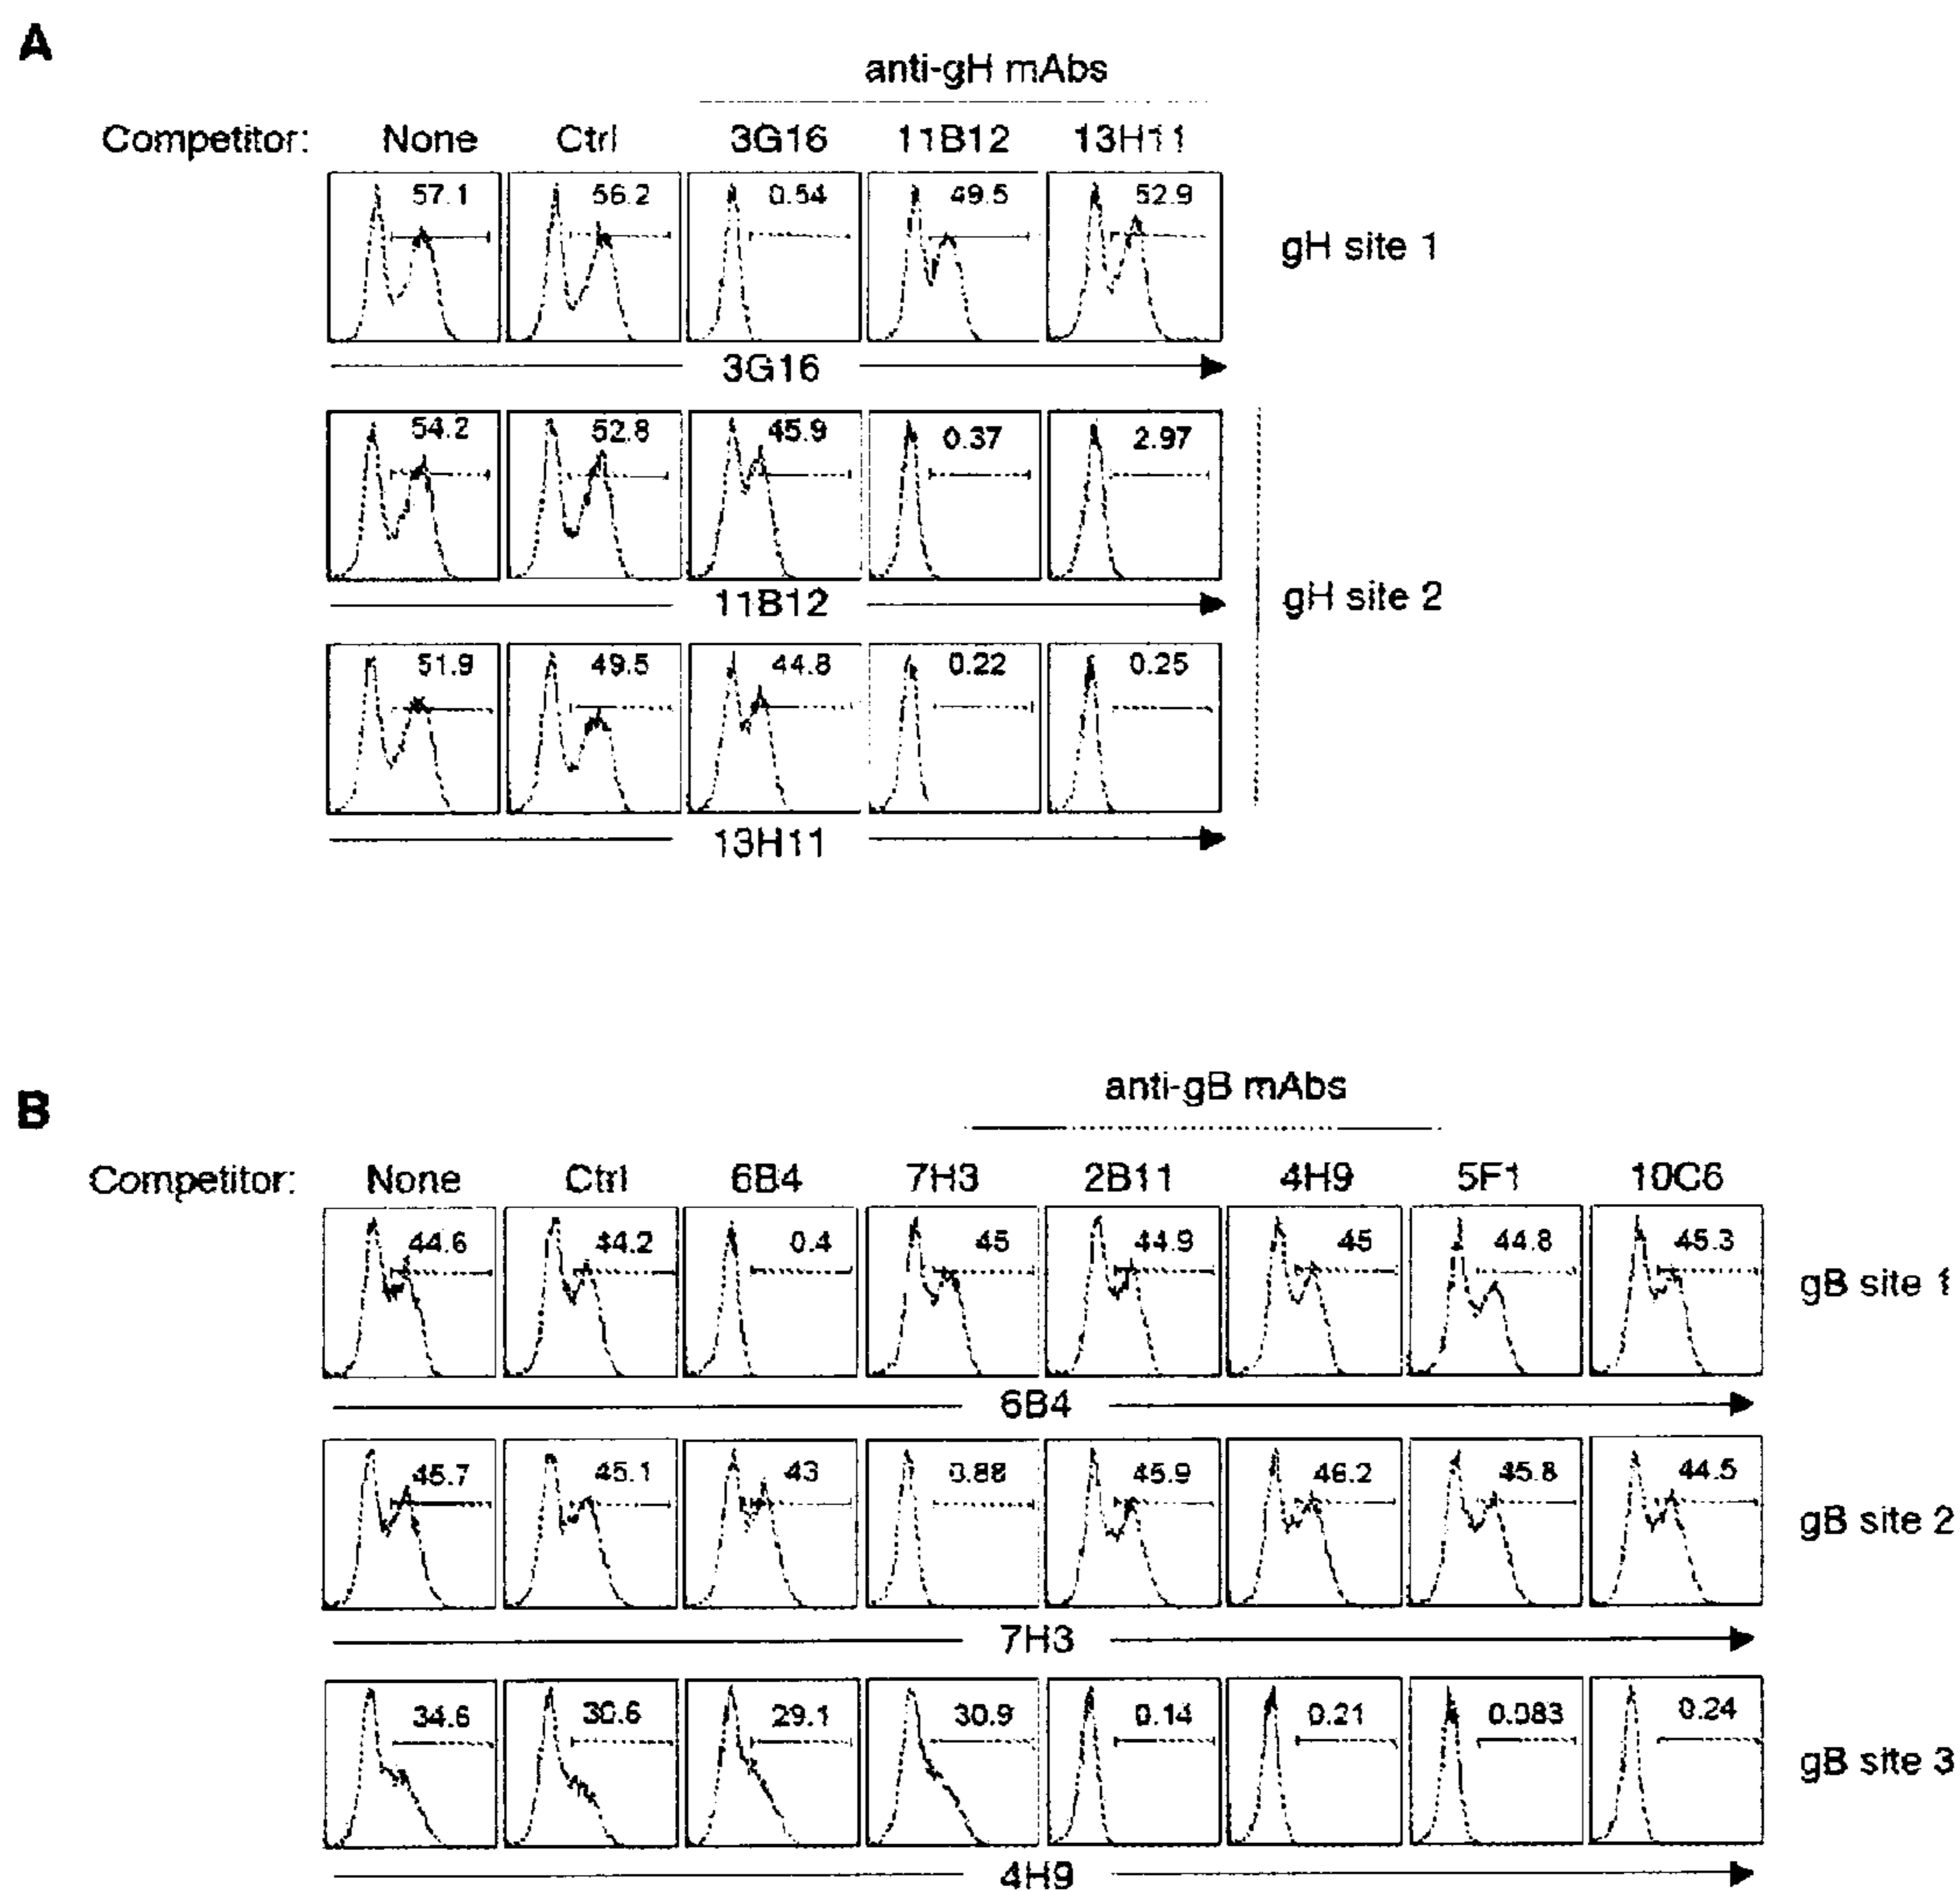 A
anti-gH mAbs
Competitor: None Ctrl 3G16 11B12 13H11
57.1 56.2 0.54 49.5 52.9
gH site 1
3G16
54.2 52.8 45.9 0.37 2.97
11B12
gH site 2
51.9 49.5 44.8 0.22 0.25
13H11
B
anti-gB mAbs
Competitor: None Ctrl 6B4 7H3 2B11 4H9 5F1 10C6
44.6 44.2 0.4 45 44.9 45 44.8 45.3
gB site 1
6B4
45.7 45.1 43 0.88 45.9 46.2 45.8 44.5
gB site 2
7H3
34.6 30.6 29.1 30.9 0.14 0.21 0.083 0.24
gB site 3
4H9